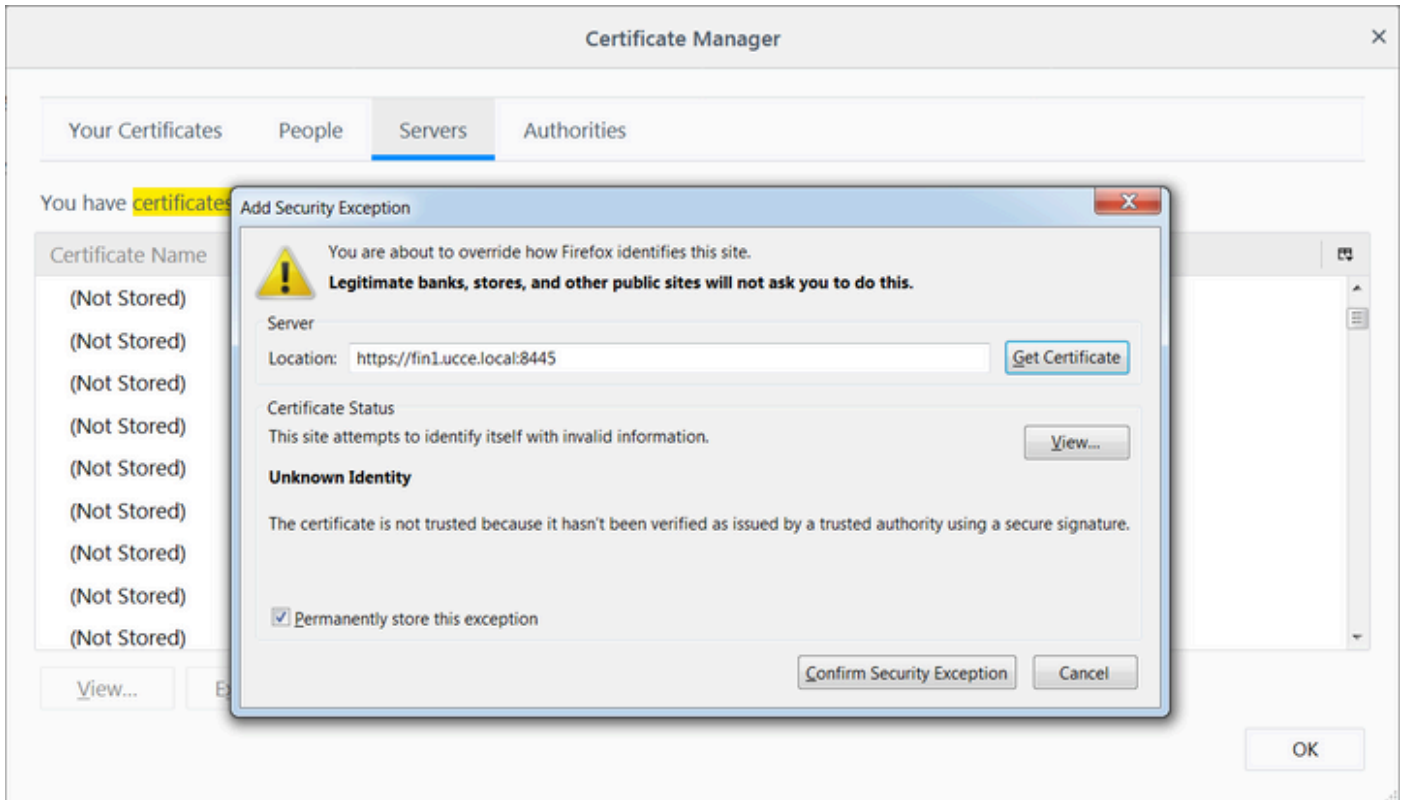 Certificate Manager
Your Certificates People Servers Authorities
You have certificates
Add Security Exception
Certificate Name
You are about to override how Firefox identifies this site.
Legitimate banks, stores, and other public sites will not ask you to do this.
(Not Stored)
Server
(Not Stored)
Location: https://fin1.ucce.local:8445 Get Certificate
(Not Stored)
Certificate Status
(Not Stored)
This site attempts to identify itself with invalid information. View...
(Not Stored)
Unknown Identity
(Not Stored)
The certificate is not trusted because it hasn't been verified as issued by a trusted authority using a secure signature.
(Not Stored)
(Not Stored)
Permanently store this exception
(Not Stored)
Confirm Security Exception Cancel
View...
OK